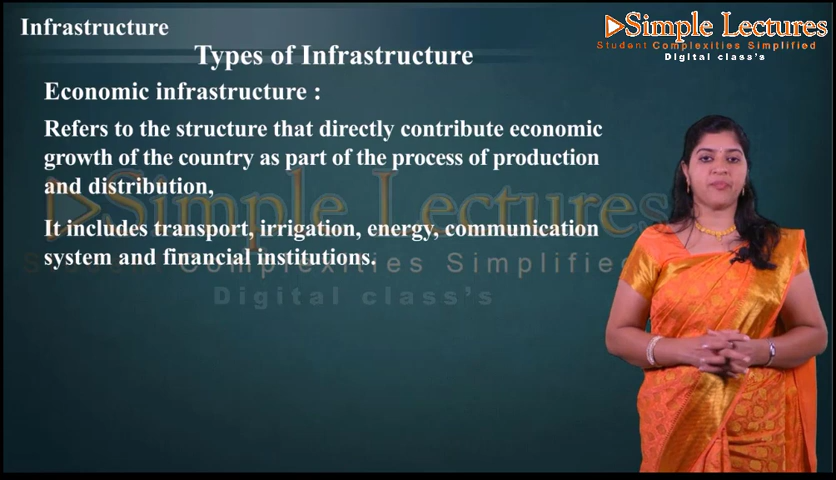 Infrastructure
Simple Lectures
Student Complexities Simplified
Digital class's
Types of Infrastructure
Economic infrastructure :
Refers to the structure that directly contribute economic
growth of the country as part of the process of production
and distribution,
It includes transport, irrigation, energy, communication
system and financial institutions.
Simple Lectures
Student Complexities Simplified
Digital class's